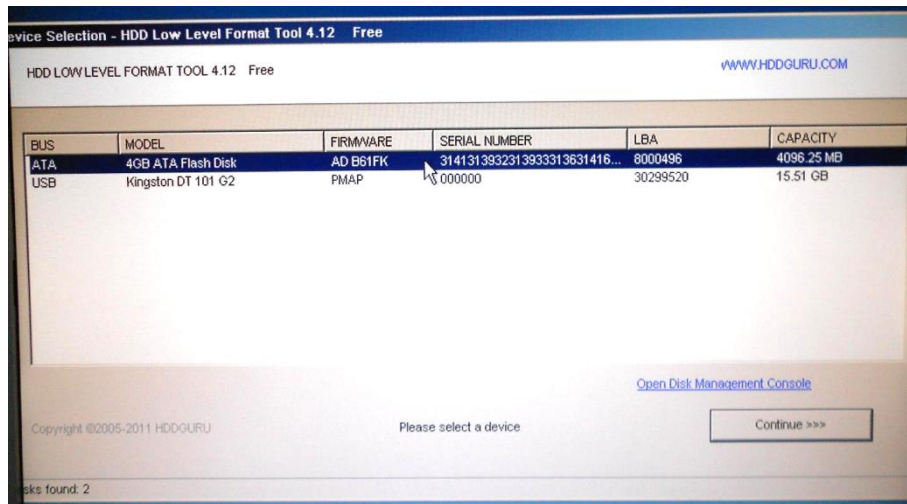 evice Selection - HDD Low Level Format Tool 4.12 Free
HDD LOW LEVEL FORMAT TOOL 4.12 Free
WWW.HDDGURU.COM
BUS MODEL FIRMWARE SERIAL NUMBER LBA CAPACITY
ATA 4GB ATA Flash Disk AD B61FK 3141313932313933313631416... 8000496 4096.25 MB
USB Kingston DT 101 G2 PMAP 000000 30299520 15.51 GB
Open Disk Management Console
Copyright ©2005-2011 HDDGURU
Please select a device
Continue >>>
sks found: 2